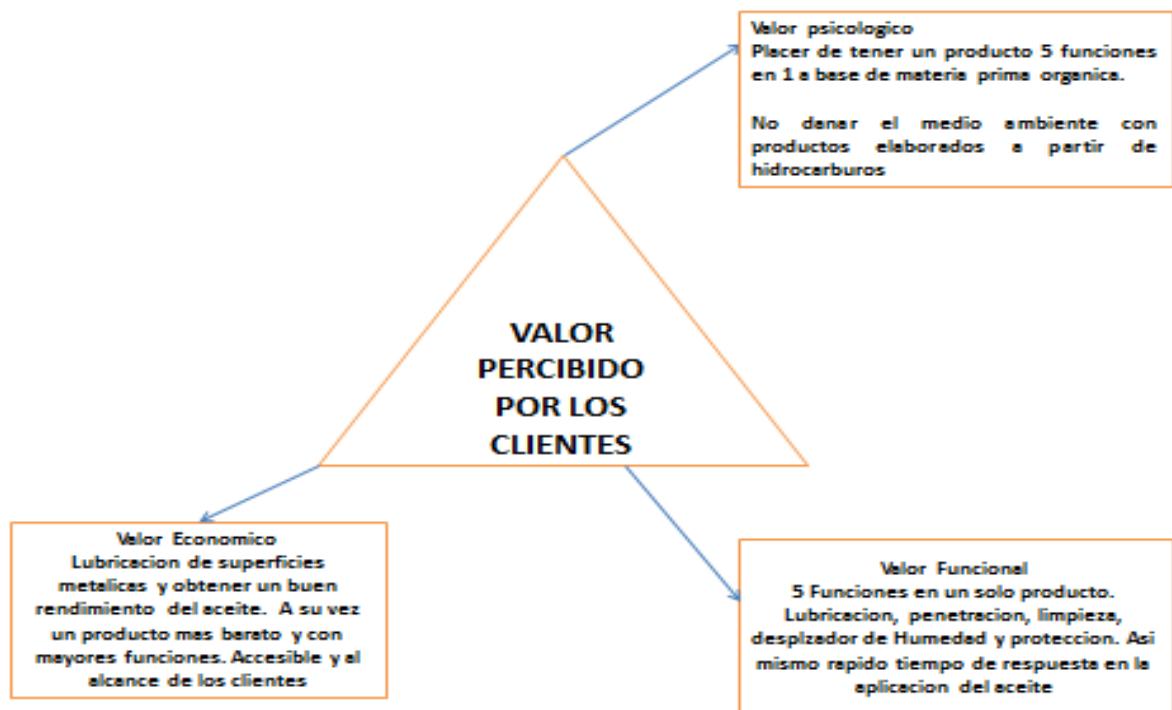 Valor psicologico
Placer de tener un producto 5 funciones
en 1 a base de materia prima organica.
No danar el medio ambiente con
productos elaborados a partir de
hidrocarburos
VALOR
PERCIBIDO
POR LOS
CLIENTES
Valor Economico
Lubricacion de superficies
metalicas y obtener un buen
rendimiento del aceite. A su vez
un producto mas barato y con
mayores funciones. Accesible y al
alcance de los clientes
Valor Funcional
5 Funciones en un solo producto.
Lubricacion, penetracion, limpieza,
desplzador de Humedad y proteccion. Asi
mismo rapido tiempo de respuesta en la
aplicacion del aceite